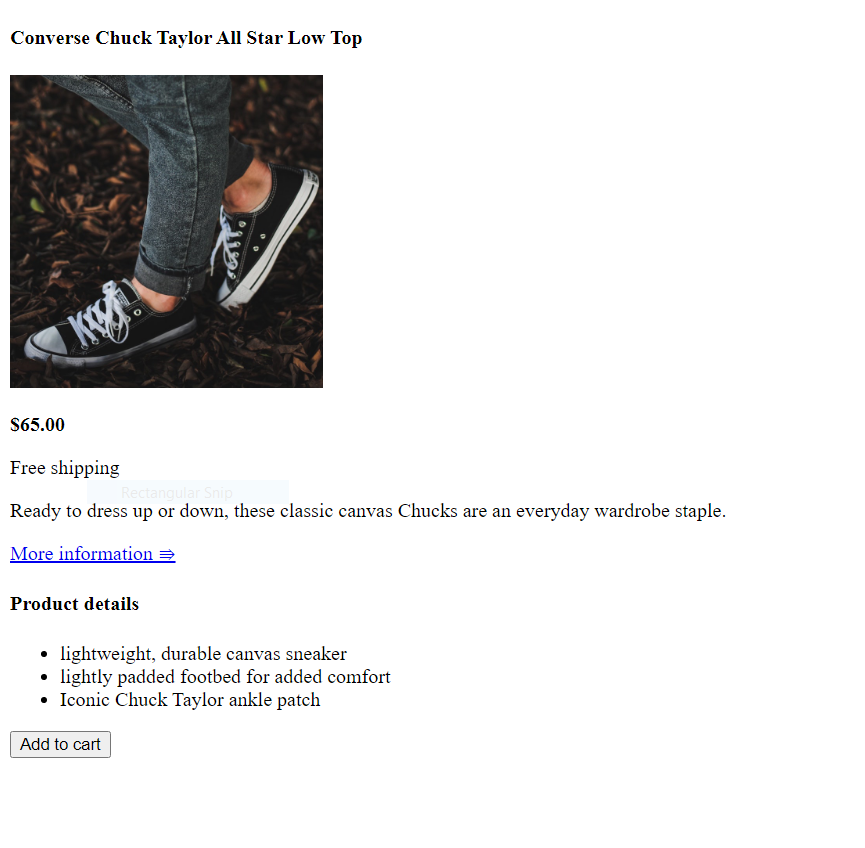 Converse Chuck Taylor All Star Low Top
$65.00
Free shipping
Rectangular Snip
Ready to dress up or down, these classic canvas Chucks are an everyday wardrobe staple.
More information ⇛
Product details
• lightweight, durable canvas sneaker
• lightly padded footbed for added comfort
• Iconic Chuck Taylor ankle patch
Add to cart